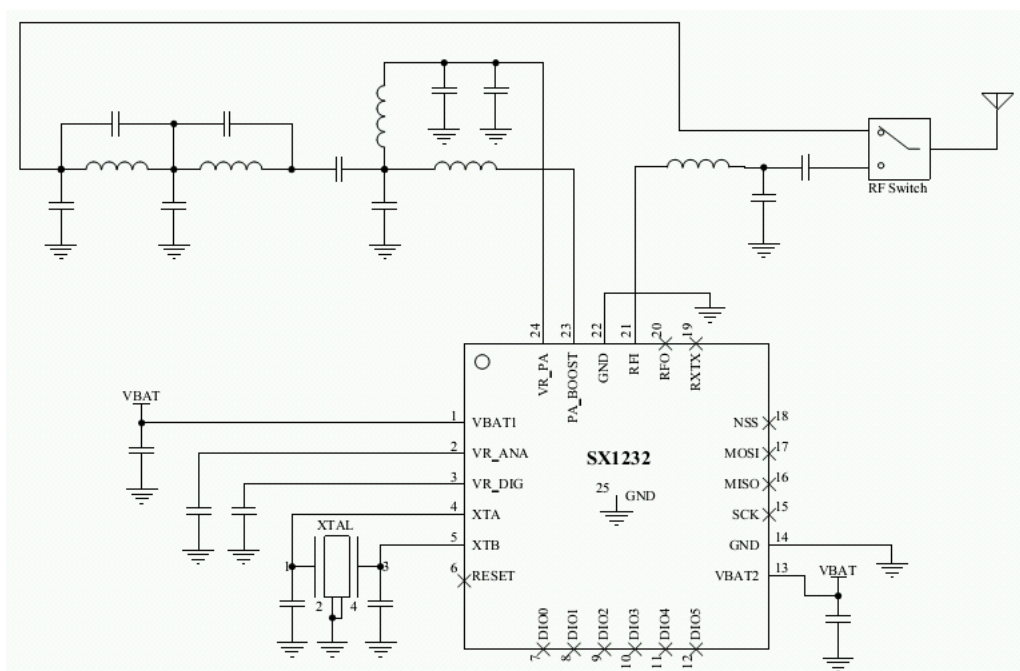 RF Switch
24
23
22
21
20
19
VR_PA
PA_BOOST
GND
RFI
RFO
RXTX
VBAT
1 VBAT1
2 VR_ANA
3 VR_DIG
4 XTA
5 XTB
6 RESET
XTAL
1
3
2
4
SX1232
25 GND
NSS 18
MOSI 17
MISO 16
SCK 15
GND 14
VBAT2 13
VBAT
DIO0
DIO1
DIO2
DIO3
DIO4
DIO5
7
8
9
10
11
12